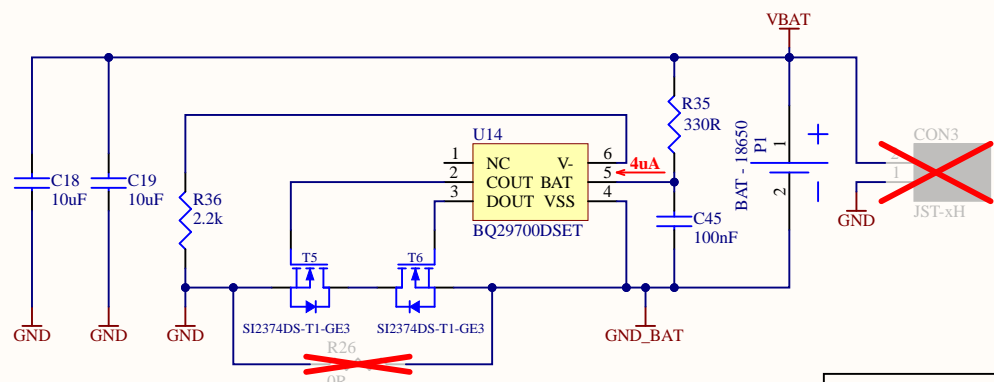 VBAT
R35
330R
U14
1 NC V- 6
2 COUT BAT 5
3 DOUT VSS 4
BQ29700DSET
4uA
BAT - 18650
P1
1
2
CON3
2
1
JST-xH
GND
C18
10uF
C19
10uF
R36
2.2k
C45
100nF
T5
T6
SI2374DS-T1-GE3
SI2374DS-T1-GE3
GND
GND
GND
GND_BAT
R26
0R